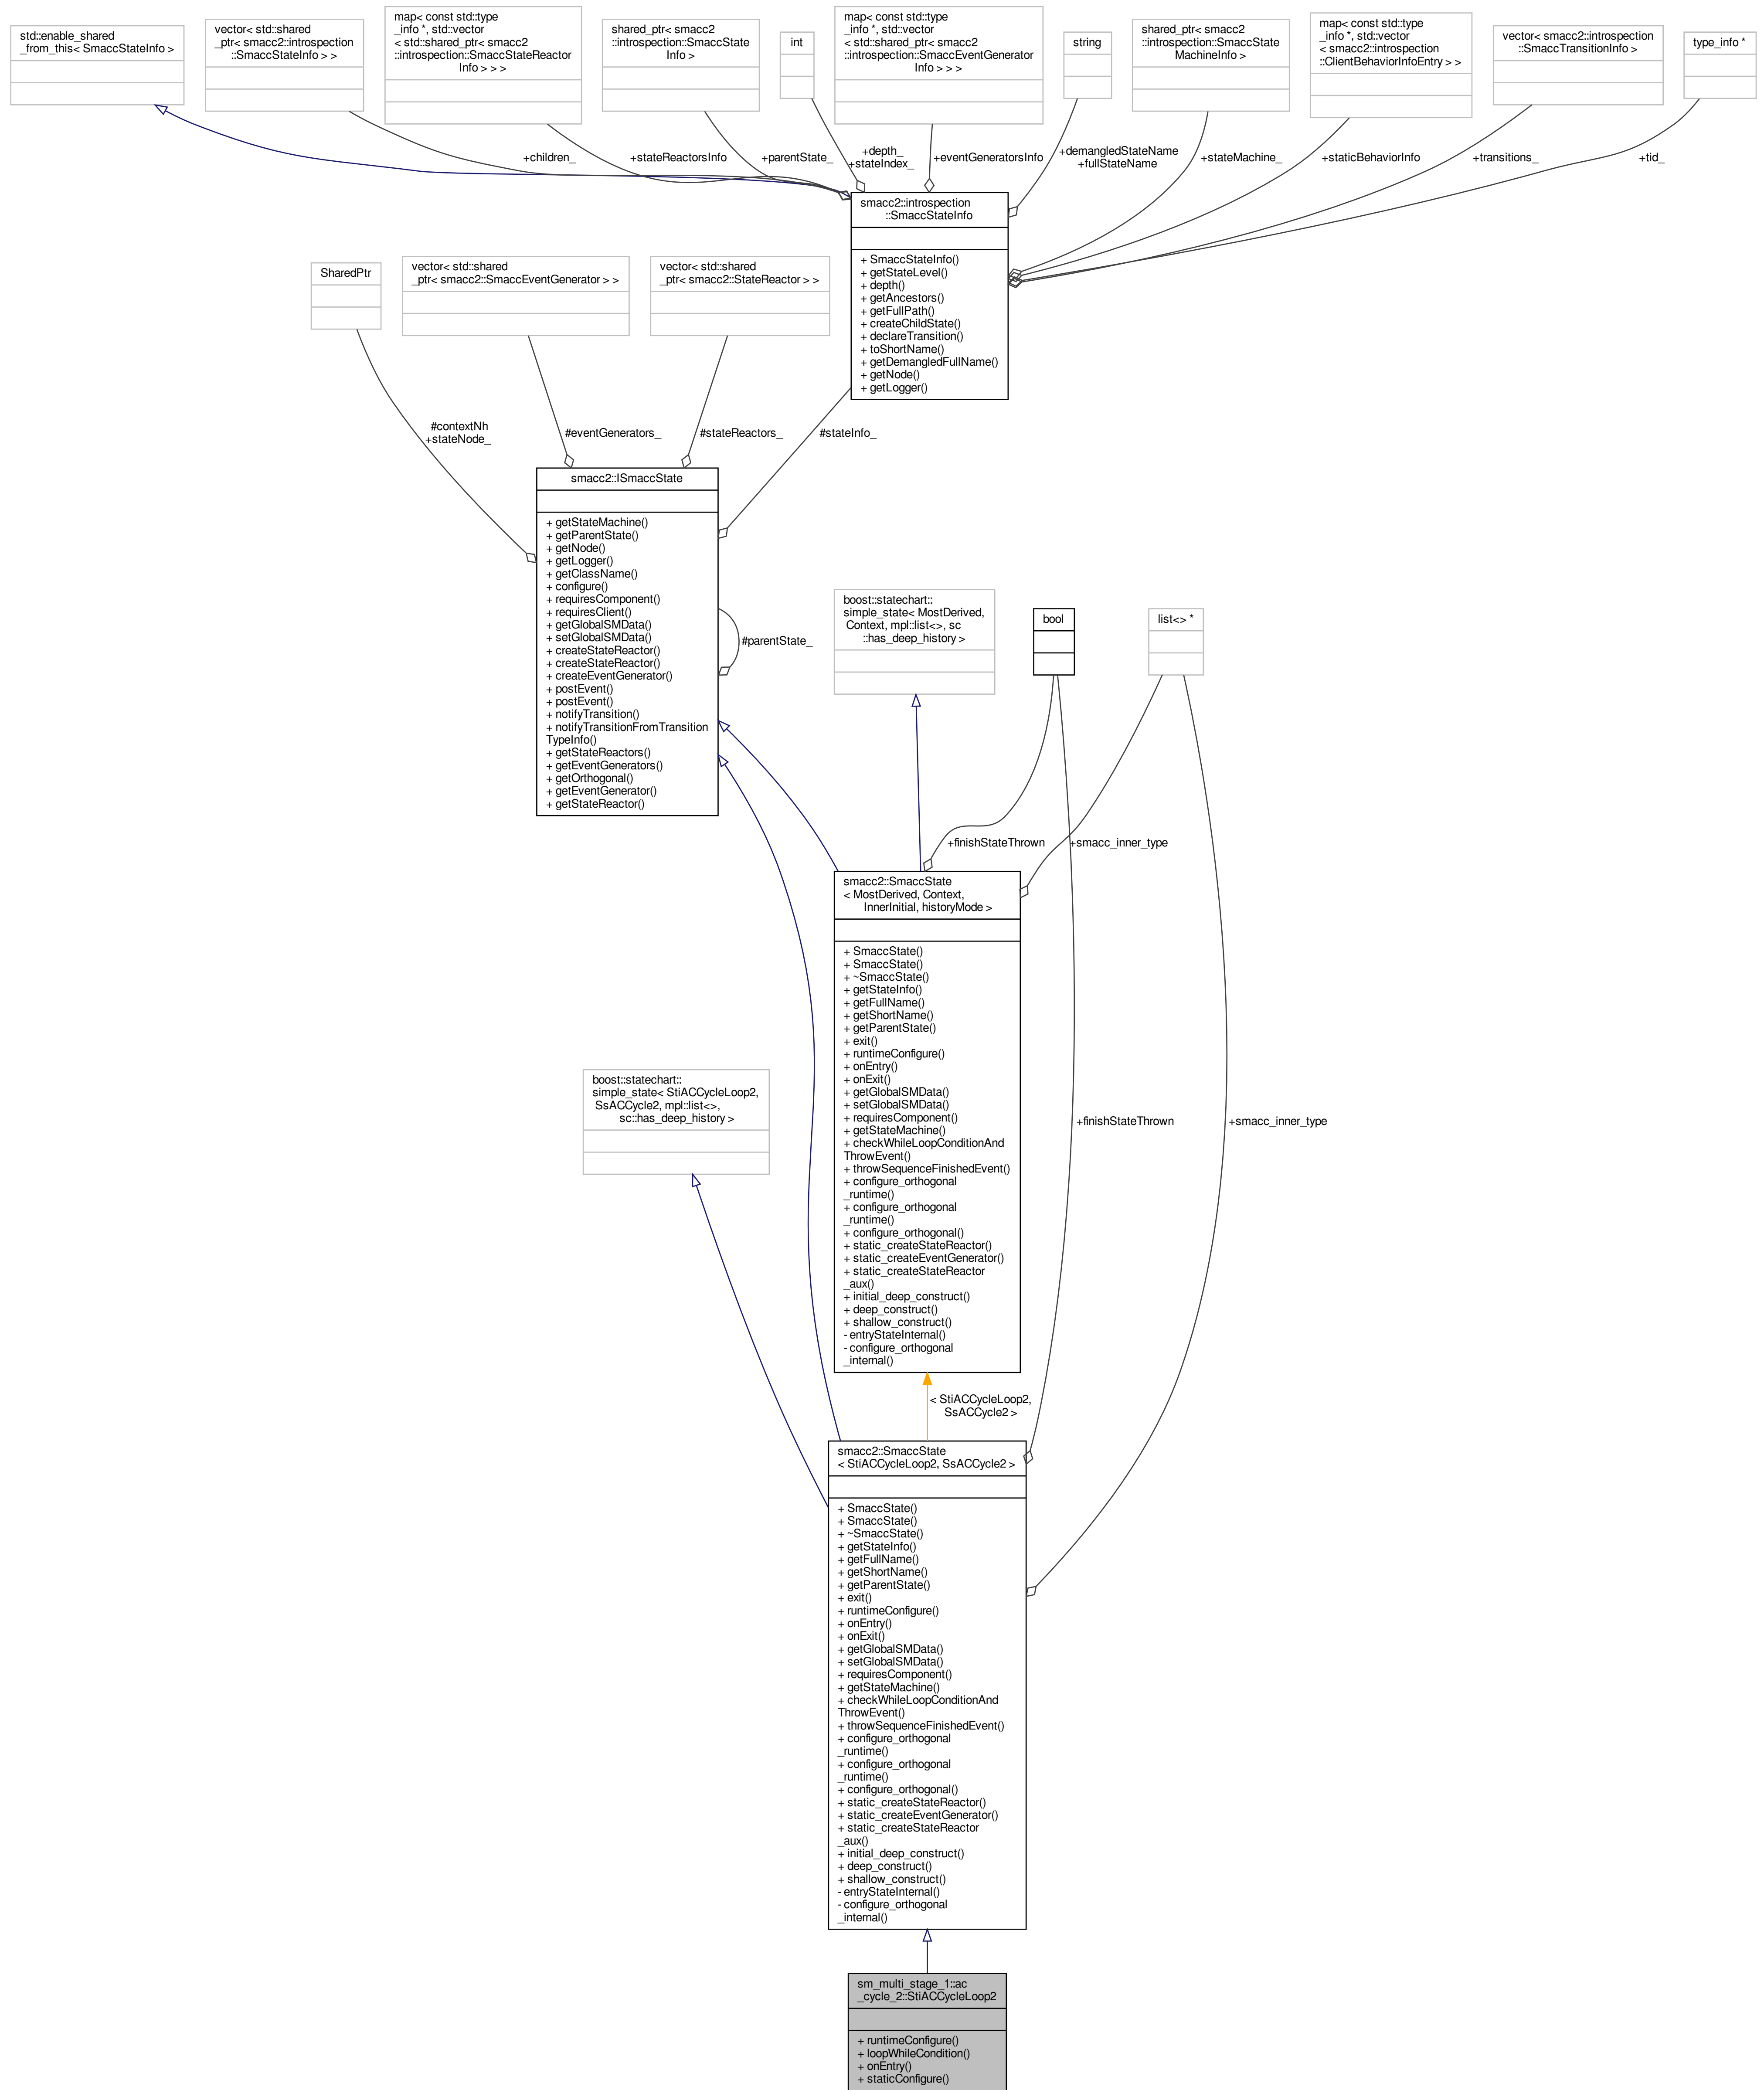 std::enable_shared
_from_this< SmaccStateInfo >
vector< std::shared
_ptr< smacc2::introspection
::SmaccStateInfo > >
map< const std::type
_info *, std::vector
< std::shared_ptr< smacc2
::introspection::SmaccStateReactor
Info > > >
shared_ptr< smacc2
::introspection::SmaccState
Info >
int
map< const std::type
_info *, std::vector
< std::shared_ptr< smacc2
::introspection::SmaccEventGenerator
Info > > >
string
shared_ptr< smacc2
::introspection::SmaccState
MachineInfo >
map< const std::type
_info *, std::vector
< smacc2::introspection
::ClientBehaviorInfoEntry > >
vector< smacc2::introspection
::SmaccTransitionInfo >
type_info *
+children_
+stateReactorsInfo
+parentState_
+depth_
+stateIndex_
+eventGeneratorsInfo
+demangledStateName
+fullStateName
+stateMachine_
+staticBehaviorInfo
+transitions_
+tid_
smacc2::introspection
::SmaccStateInfo
+ SmaccStateInfo()
+ getStateLevel()
+ depth()
+ getAncestors()
+ getFullPath()
+ createChildState()
+ declareTransition()
+ toShortName()
+ getDemangledFullName()
+ getNode()
+ getLogger()
SharedPtr
vector< std::shared
_ptr< smacc2::SmaccEventGenerator > >
vector< std::shared
_ptr< smacc2::StateReactor > >
#contextNh
+stateNode_
#eventGenerators_
#stateReactors_
#stateInfo_
smacc2::ISmaccState
+ getStateMachine()
+ getParentState()
+ getNode()
+ getLogger()
+ getClassName()
+ configure()
+ requiresComponent()
+ requiresClient()
+ getGlobalSMData()
+ setGlobalSMData()
+ createStateReactor()
+ createStateReactor()
+ createEventGenerator()
+ postEvent()
+ postEvent()
+ notifyTransition()
+ notifyTransitionFromTransition
TypeInfo()
+ getStateReactors()
+ getEventGenerators()
+ getOrthogonal()
+ getEventGenerator()
+ getStateReactor()
#parentState_
boost::statechart::
simple_state< MostDerived,
Context, mpl::list<>, sc
::has_deep_history >
bool
list<> *
+finishStateThrown
+smacc_inner_type
smacc2::SmaccState
< MostDerived, Context,
InnerInitial, historyMode >
+ SmaccState()
+ SmaccState()
+ ~SmaccState()
+ getStateInfo()
+ getFullName()
+ getShortName()
+ getParentState()
+ exit()
+ runtimeConfigure()
+ onEntry()
+ onExit()
+ getGlobalSMData()
+ setGlobalSMData()
+ requiresComponent()
+ getStateMachine()
+ checkWhileLoopConditionAnd
ThrowEvent()
+ throwSequenceFinishedEvent()
+ configure_orthogonal
_runtime()
+ configure_orthogonal
_runtime()
+ configure_orthogonal()
+ static_createStateReactor()
+ static_createEventGenerator()
+ static_createStateReactor
_aux()
+ initial_deep_construct()
+ deep_construct()
+ shallow_construct()
- entryStateInternal()
- configure_orthogonal
_internal()
boost::statechart::
simple_state< StiACCycleLoop2,
SsACCycle2, mpl::list<>,
sc::has_deep_history >
+finishStateThrown
+smacc_inner_type
< StiACCycleLoop2,
SsACCycle2 >
smacc2::SmaccState
< StiACCycleLoop2, SsACCycle2 >
+ SmaccState()
+ SmaccState()
+ ~SmaccState()
+ getStateInfo()
+ getFullName()
+ getShortName()
+ getParentState()
+ exit()
+ runtimeConfigure()
+ onEntry()
+ onExit()
+ getGlobalSMData()
+ setGlobalSMData()
+ requiresComponent()
+ getStateMachine()
+ checkWhileLoopConditionAnd
ThrowEvent()
+ throwSequenceFinishedEvent()
+ configure_orthogonal
_runtime()
+ configure_orthogonal
_runtime()
+ configure_orthogonal()
+ static_createStateReactor()
+ static_createEventGenerator()
+ static_createStateReactor
_aux()
+ initial_deep_construct()
+ deep_construct()
+ shallow_construct()
- entryStateInternal()
- configure_orthogonal
_internal()
sm_multi_stage_1::ac
_cycle_2::StiACCycleLoop2
+ runtimeConfigure()
+ loopWhileCondition()
+ onEntry()
+ staticConfigure()